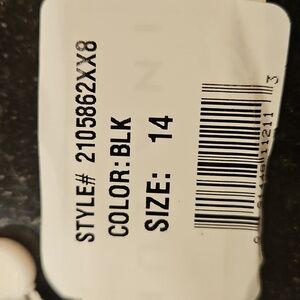 STYLE# 2105862XX8
COLOR: BLK
SIZE: 14